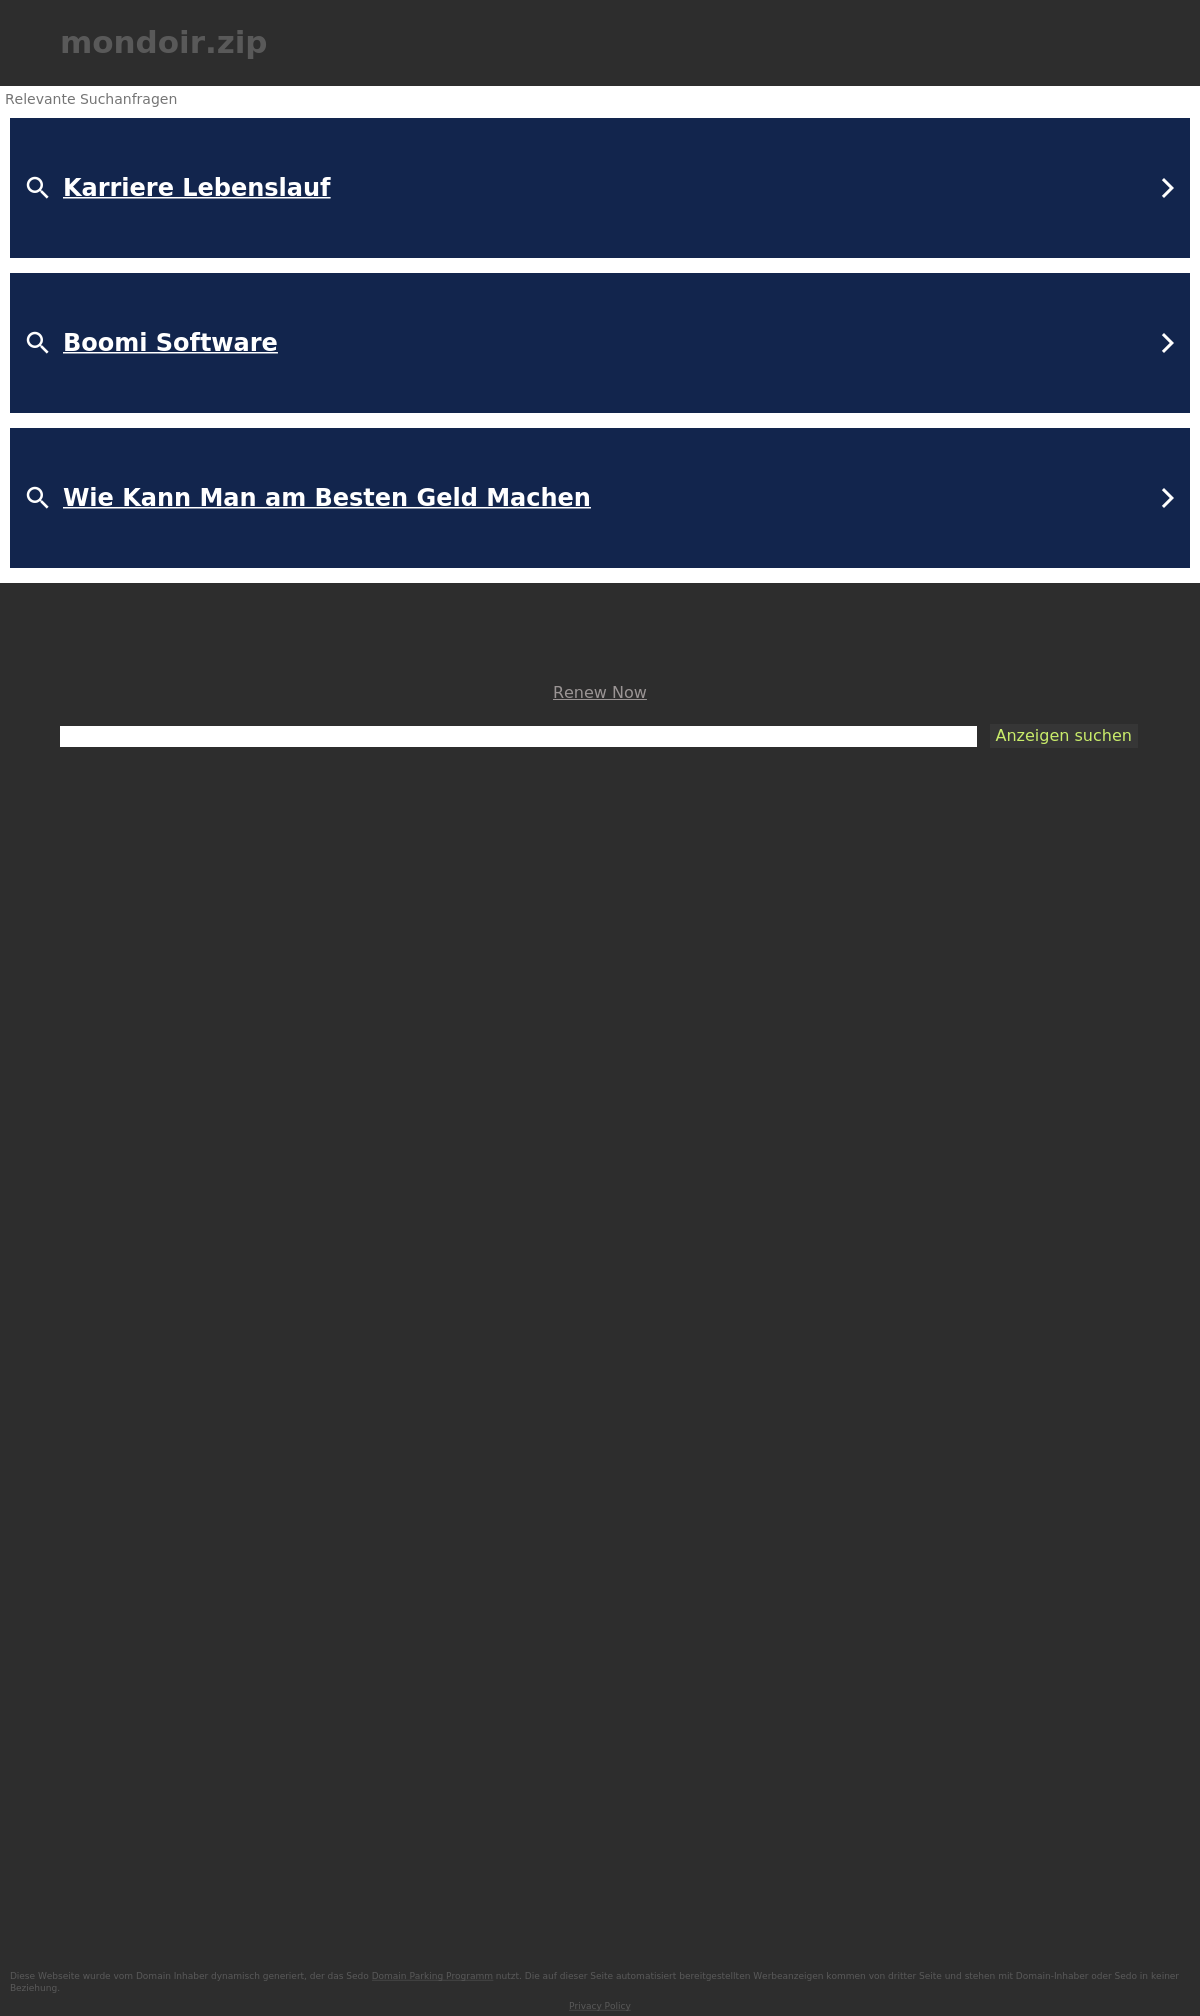 mondoir.zip
Relevante Suchanfragen
Karriere Lebenslauf
Boomi Software
Wie Kann Man am Besten Geld Machen
Renew Now
Anzeigen suchen
Diese Webseite wurde vom Domain Inhaber dynamisch generiert, der das Sedo Domain Parking Programm nutzt. Die auf dieser Seite automatisiert bereitgestellten Werbeanzeigen kommen von dritter Seite und stehen mit Domain-Inhaber oder Sedo in keiner
Beziehung.
Privacy Policy